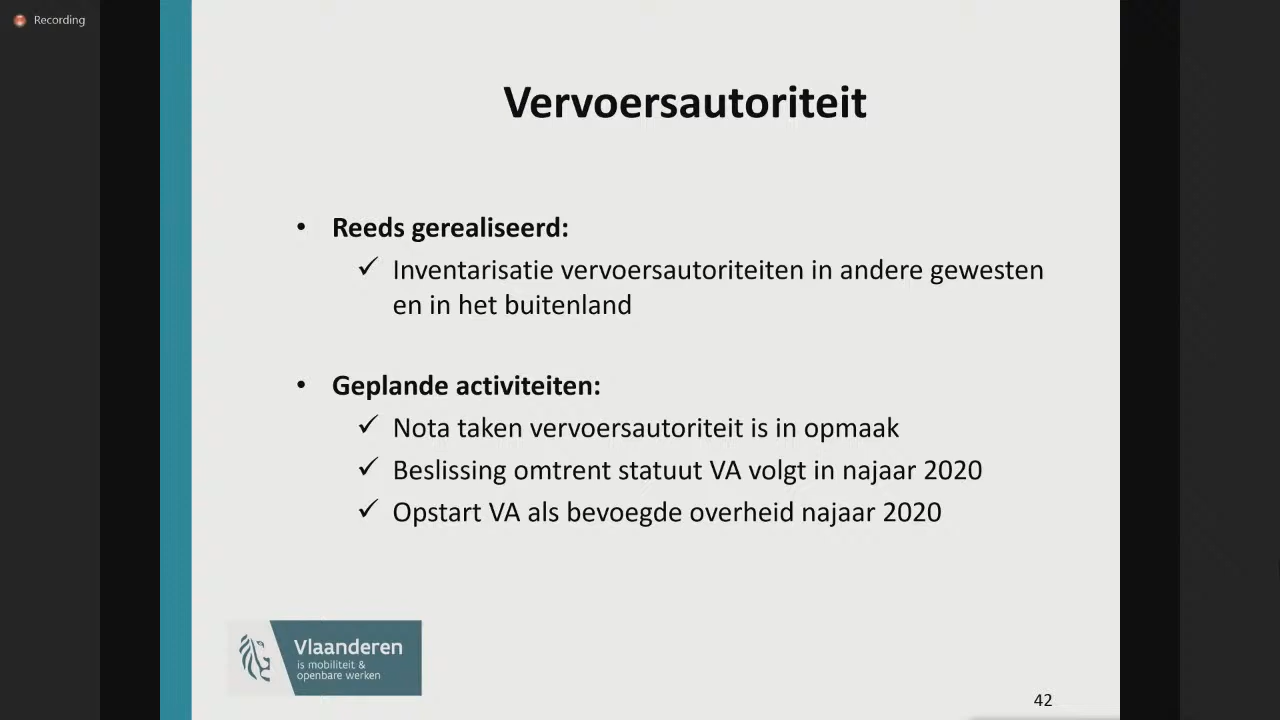 Recording
Vervoersautoriteit
• Reeds gerealiseerd:
✓ Inventarisatie vervoersautoriteiten in andere gewesten
en in het buitenland
• Geplande activiteiten:
✓ Nota taken vervoersautoriteit is in opmaak
✓ Beslissing omtrent statuut VA volgt in najaar 2020
✓ Opstart VA als bevoegde overheid najaar 2020
Vlaanderen
is mobiliteit &
openbare werken
42